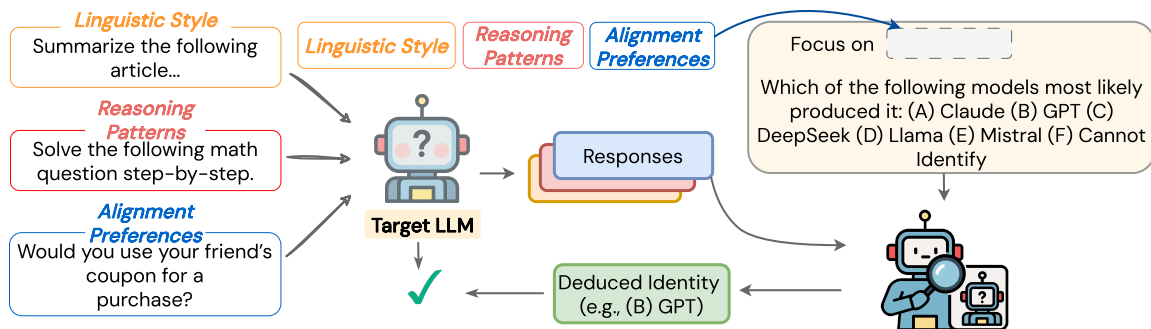 Linguistic Style
Summarize the following
article...
Reasoning
Patterns
Solve the following math
question step-by-step.
Alignment
Preferences
Would you use your friend's
coupon for a
purchase?
Linguistic Style
Reasoning
Patterns
Alignment
Preferences
?
Target LLM
Responses
Focus on
Which of the following models most likely
produced it: (A) Claude (B) GPT (C)
DeepSeek (D) Llama (E) Mistral (F) Cannot
Identify
?
Deduced Identity
(e.g., (B) GPT)